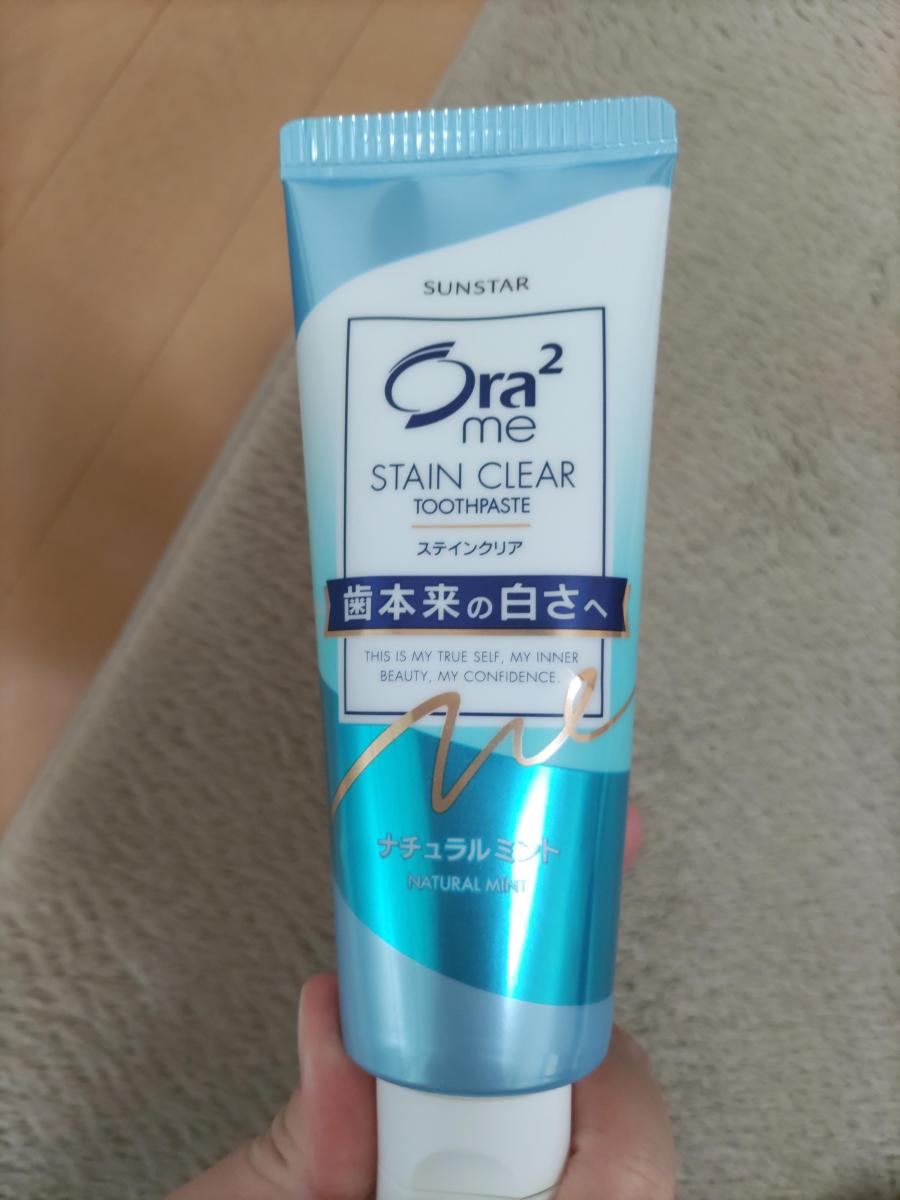 SUNSTAR
Ora²
me
STAIN CLEAR
TOOTHPASTE
ステインクリア
歯本来の白さへ
THIS IS MY TRUE SELF, MY INNER
BEAUTY, MY CONFIDENCE.
me
ナチュラルミント
NATURAL MINT